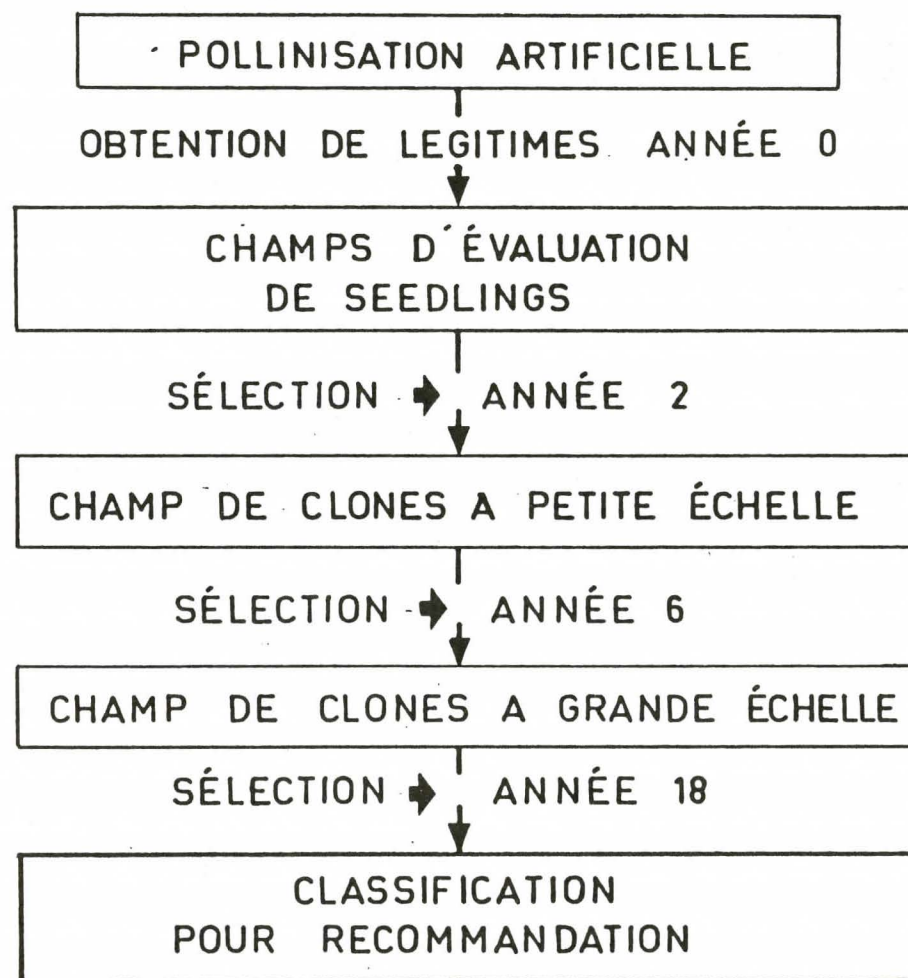 POLLINISATION ARTIFICIELLE
OBTENTION DE LEGITIMES ANNÉE 0
CHAMPS D'ÉVALUATION
DE SEEDLINGS
SÉLECTION ANNÉE 2
CHAMP DE CLONES A PETITE ÉCHELLE
SÉLECTION ANNÉE 6
CHAMP DE CLONES A GRANDE ÉCHELLE
SÉLECTION ANNÉE 18
CLASSIFICATION
POUR RECOMMANDATION